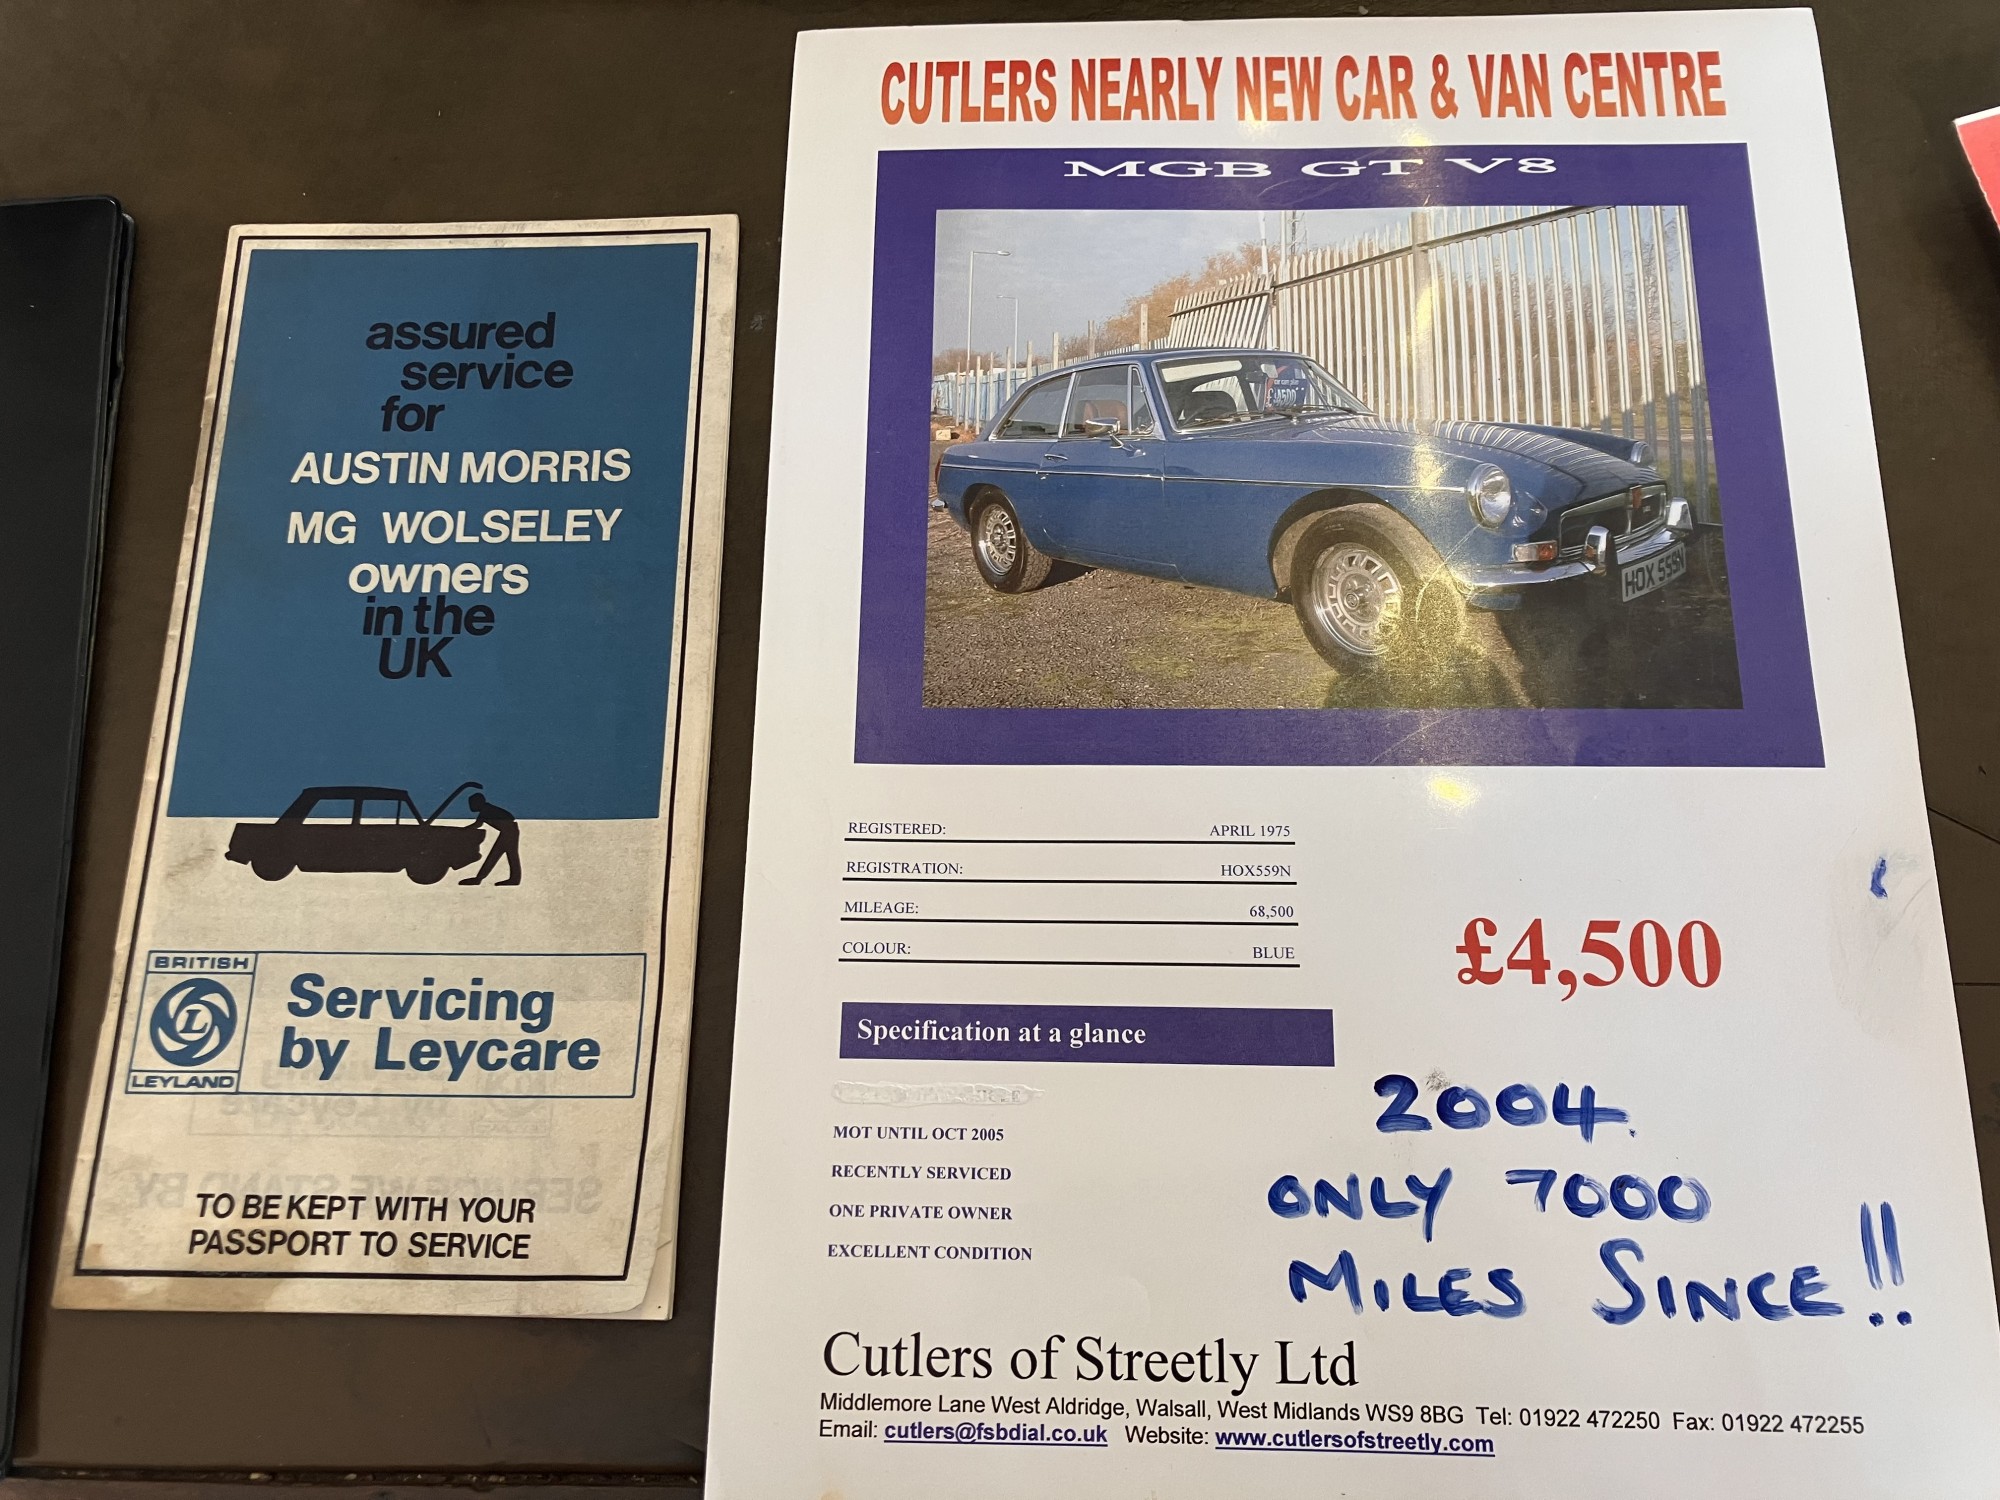 assured
service
for
AUSTIN MORRIS
MG WOLSELEY
owners
in the
UK
BRITISH
L
LEYLAND
Servicing
by Leycare
TO BE KEPT WITH YOUR
PASSPORT TO SERVICE
CUTLERS NEARLY NEW CAR & VAN CENTRE
MGB GT V8
£4500
HOX 559N
REGISTERED: APRIL 1975
REGISTRATION: HOX559N
MILEAGE: 68,500
COLOUR: BLUE
£4,500
Specification at a glance
MOT UNTIL OCT 2005
RECENTLY SERVICED
ONE PRIVATE OWNER
EXCELLENT CONDITION
2004.
ONLY 7000
MILES SINCE!!
Cutlers of Streetly Ltd
Middlemore Lane West Aldridge, Walsall, West Midlands WS9 8BG Tel: 01922 472250 Fax: 01922 472255
Email: cutlers@fsbdial.co.uk Website: www.cutlersofstreetly.com